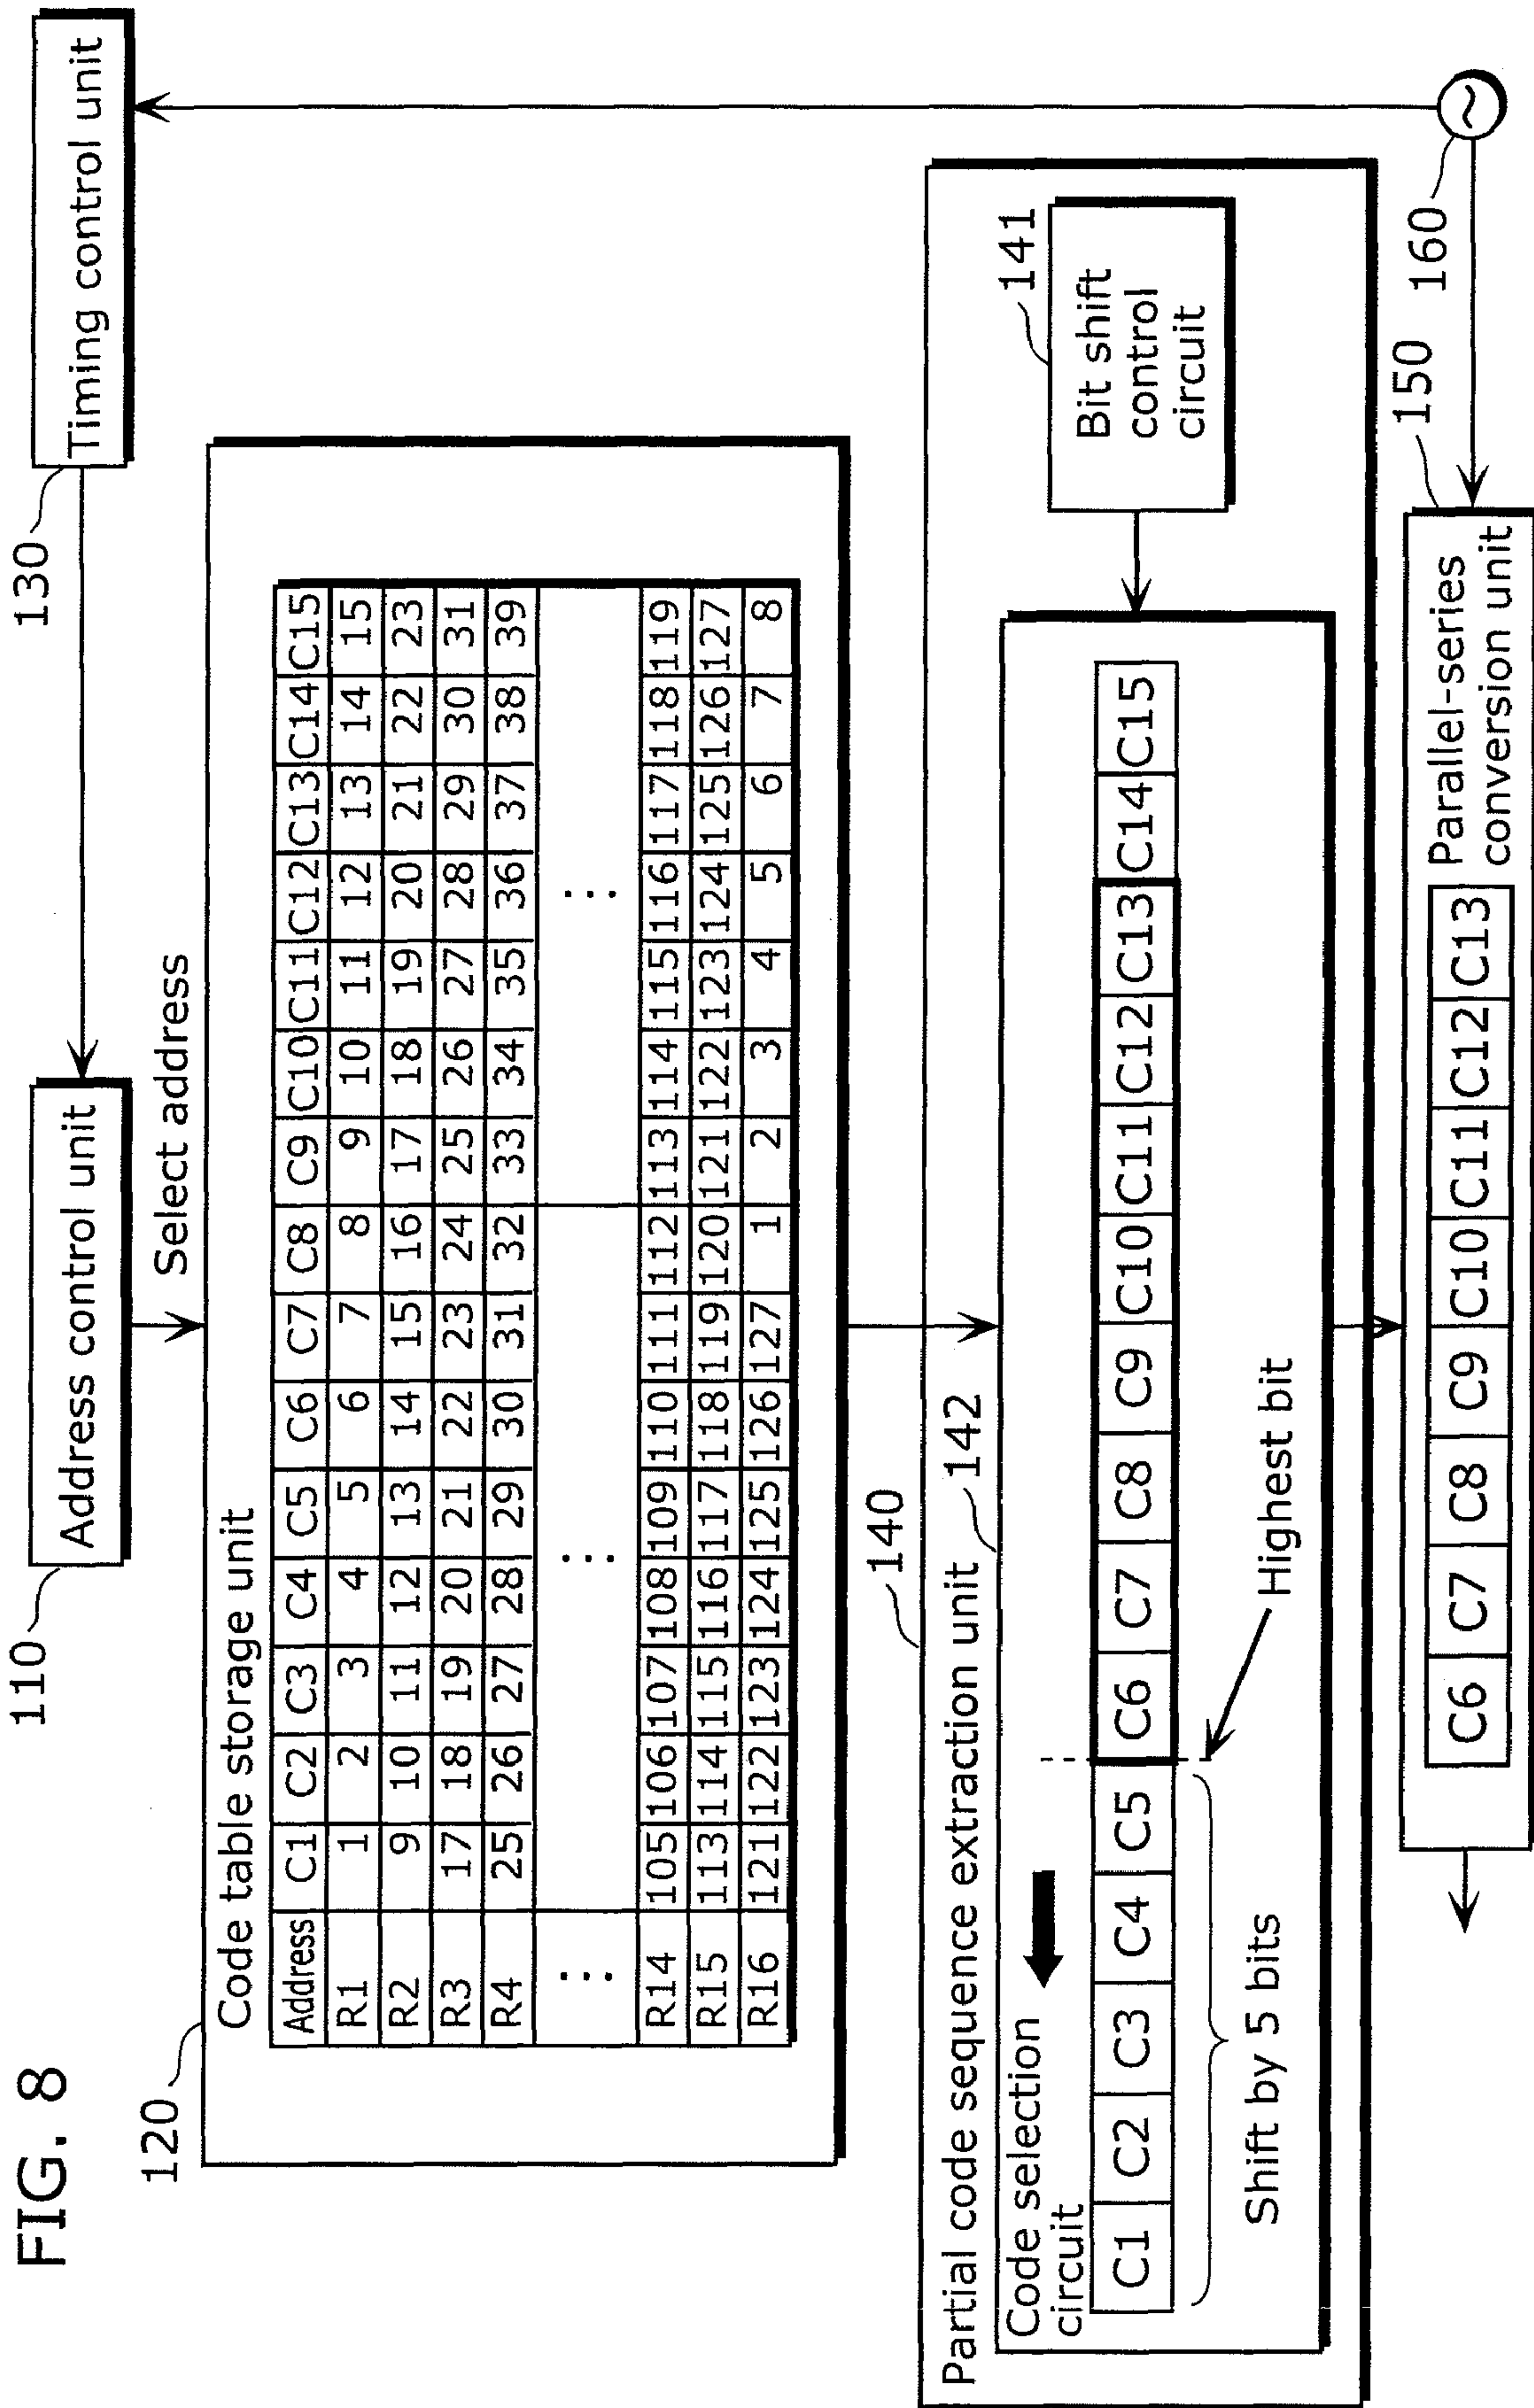 FIG. 8
110
Address control unit
130
Timing control unit
Select address
120
Code table storage unit
Address C1 C2 C3 C4 C5 C6 C7 C8 C9 C10 C11 C12 C13 C14 C15
R1 1 2 3 4 5 6 7 8 9 10 11 12 13 14 15
R2 9 10 11 12 13 14 15 16 17 18 19 20 21 22 23
R3 17 18 19 20 21 22 23 24 25 26 27 28 29 30 31
R4 25 26 27 28 29 30 31 32 33 34 35 36 37 38 39
... ... ...
R14 105 106 107 108 109 110 111 112 113 114 115 116 117 118 119
R15 113 114 115 116 117 118 119 120 121 122 123 124 125 126 127
R16 121 122 123 124 125 126 127 1 2 3 4 5 6 7 8
140
Partial code sequence extraction unit
142
141
Code selection
circuit
C1 C2 C3 C4 C5 C6 C7 C8 C9 C10 C11 C12 C13 C14 C15
Shift by 5 bits
Highest bit
Bit shift
control
circuit
150
160
C6 C7 C8 C9 C10 C11 C12 C13
Parallel-series
conversion unit
~